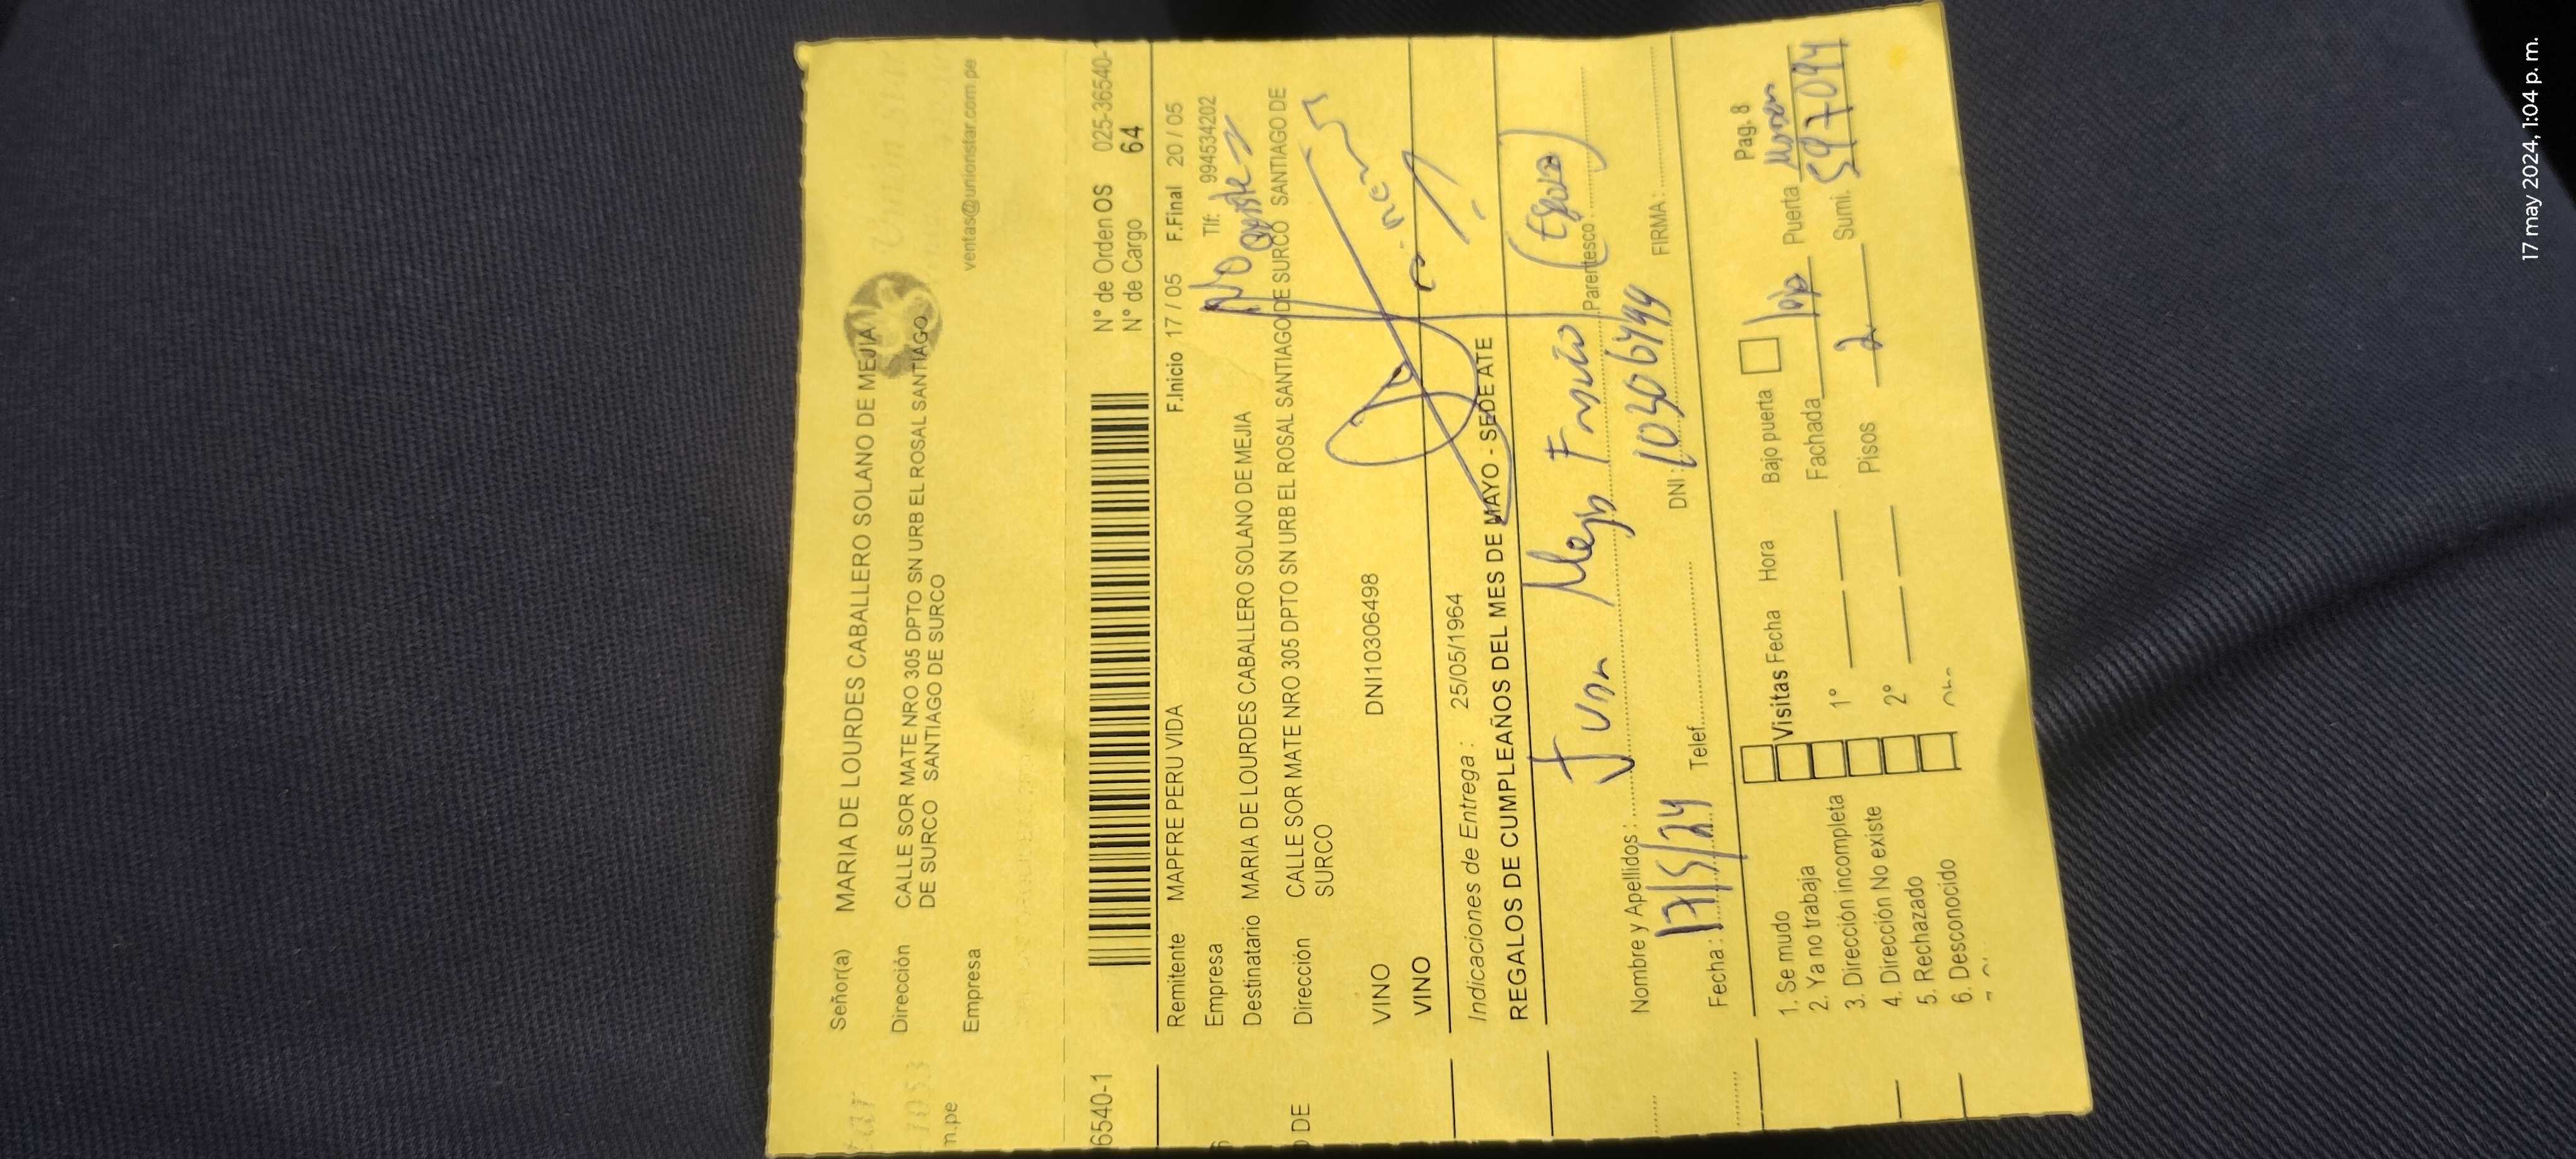 Señor(a) MARIA DE LOURDES CABALLERO SOLANO DE MEJIA
Dirección CALLE SOR MATE NRO 305 DPTO SN URB EL ROSAL SANTIAGO
DE SURCO SANTIAGO DE SURCO
Empresa
ventas@unionstar.com.pe
1053
m.pe
6540-1
N° de Orden OS 025-36540-
N° de Cargo 64
Remitente MAPFRE PERU VIDA F.Inicio 17 / 05 F.Final 20 / 05
Empresa Tlf: 994534202
No
Destinatario MARIA DE LOURDES CABALLERO SOLANO DE MEJIA
Dirección CALLE SOR MATE NRO 305 DPTO SN URB EL ROSAL SANTIAGO DE SURCO SANTIAGO DE
SURCO
DE
VINO DNI10306498
VINO
Indicaciones de Entrega : 25/05/1964
REGALOS DE CUMPLEAÑOS DEL MES DE MAYO - SEDE ATE
Nombre y Apellidos : Juan Parentesco (Esposo)
Fecha : 17/5/24 Telef. DNI : 10306499 FIRMA :
Pag. 8
1. Se mudo Visitas Fecha Hora Bajo puerta Puerta
2. Ya no trabaja 1° Fachada Sumi. 597094
3. Dirección incompleta 2° Pisos 2
4. Dirección No existe
5. Rechazado
6. Desconocido
17 may 2024, 1:04 p. m.